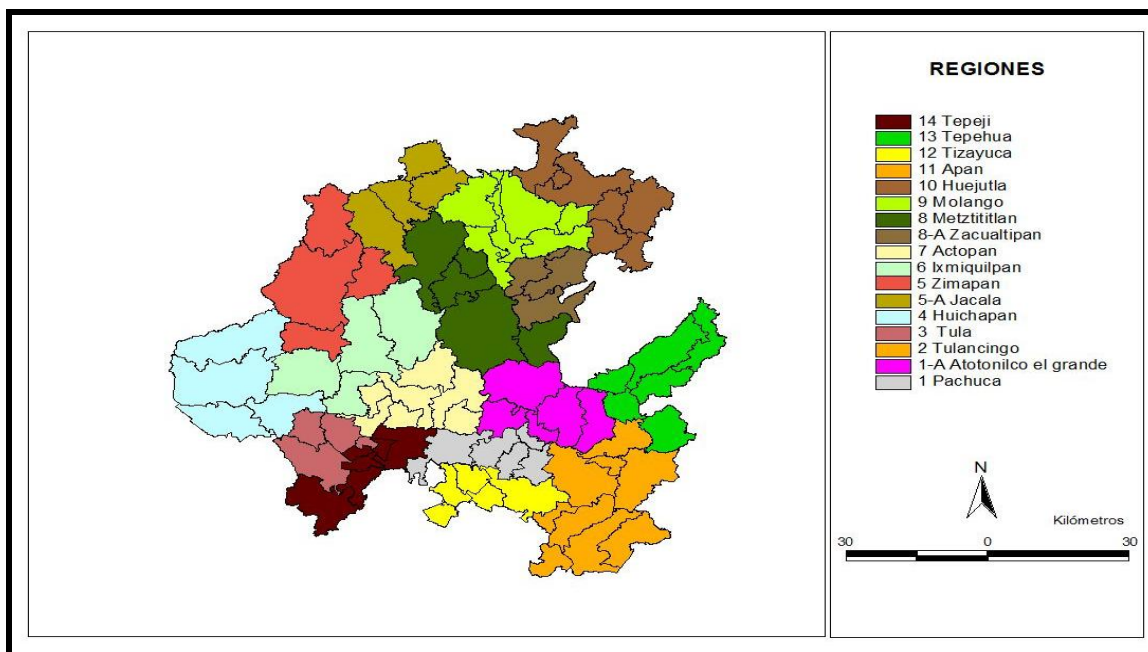 REGIONES
14 Tepeji
13 Tepehua
12 Tizayuca
11 Apan
10 Huejutla
9 Molango
8 Metztititlan
8-A Zacualtipan
7 Actopan
6 Ixmiquilpan
5 Zimapan
5-A Jacala
4 Huichapan
3 Tula
2 Tulancingo
1-A Atotonilco el grande
1 Pachuca
N
Kilómetros
30 0 30